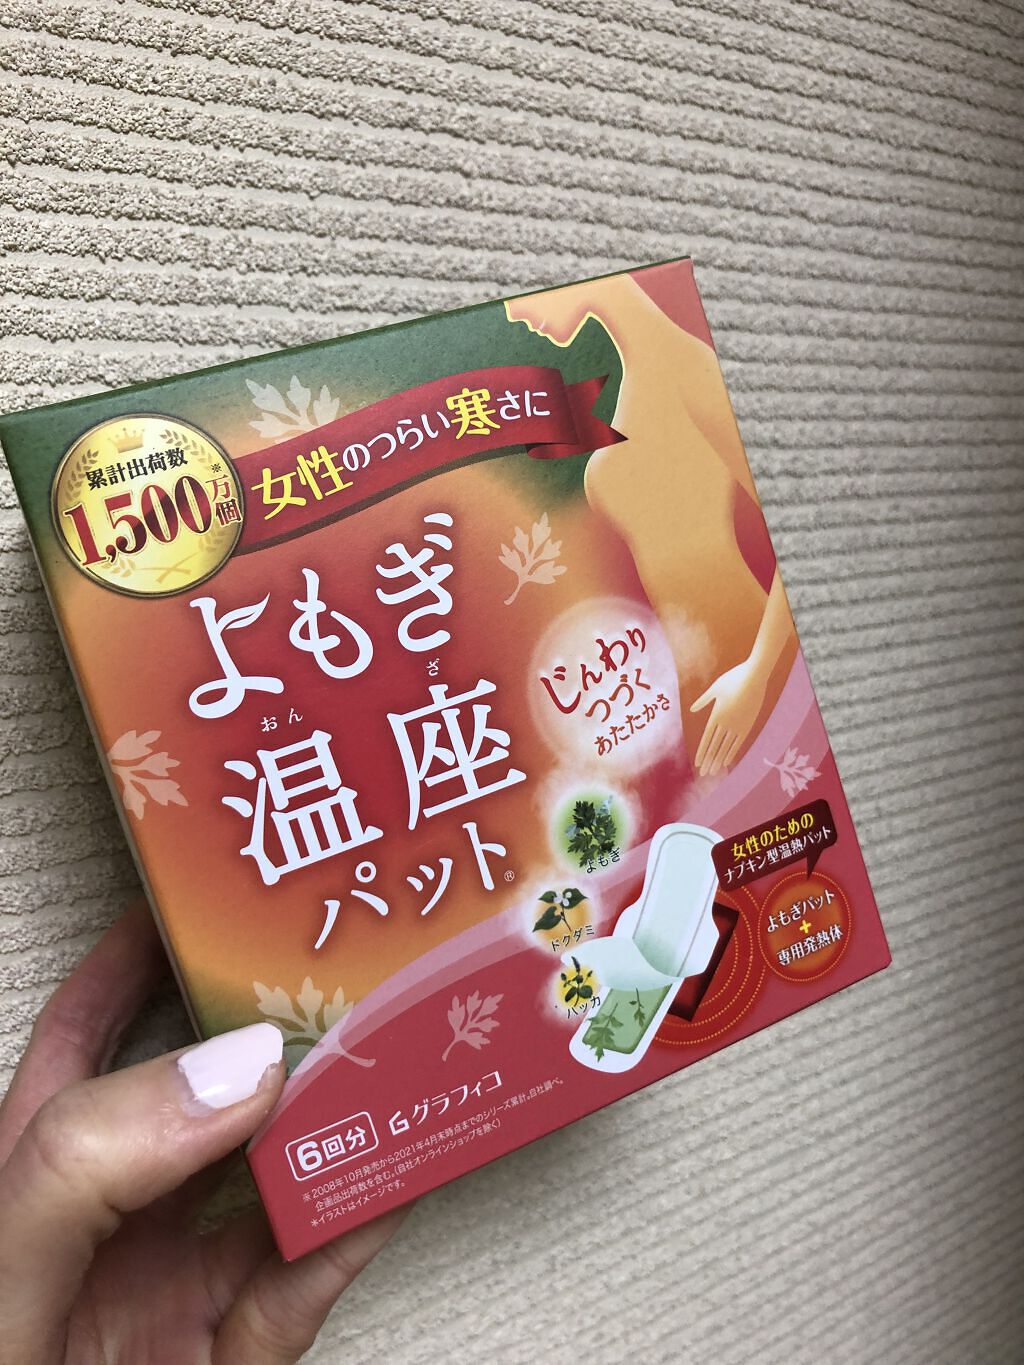 累計出荷数
1,500万個※
女性のつらい寒さに
よもぎ
おん ざ
温座
パット®
じんわり
つづく
あたたかさ
よもぎ
ドクダミ
ハッカ
女性のための
ナプキン型温熱パット
よもぎパット
+
専用発熱体
6回分
グラフィコ
※2008年10月発売から2021年4月末時点までのシリーズ累計。自社調べ。
企画品出荷数を含む。(自社オンラインショップを除く)
＊イラストはイメージです。